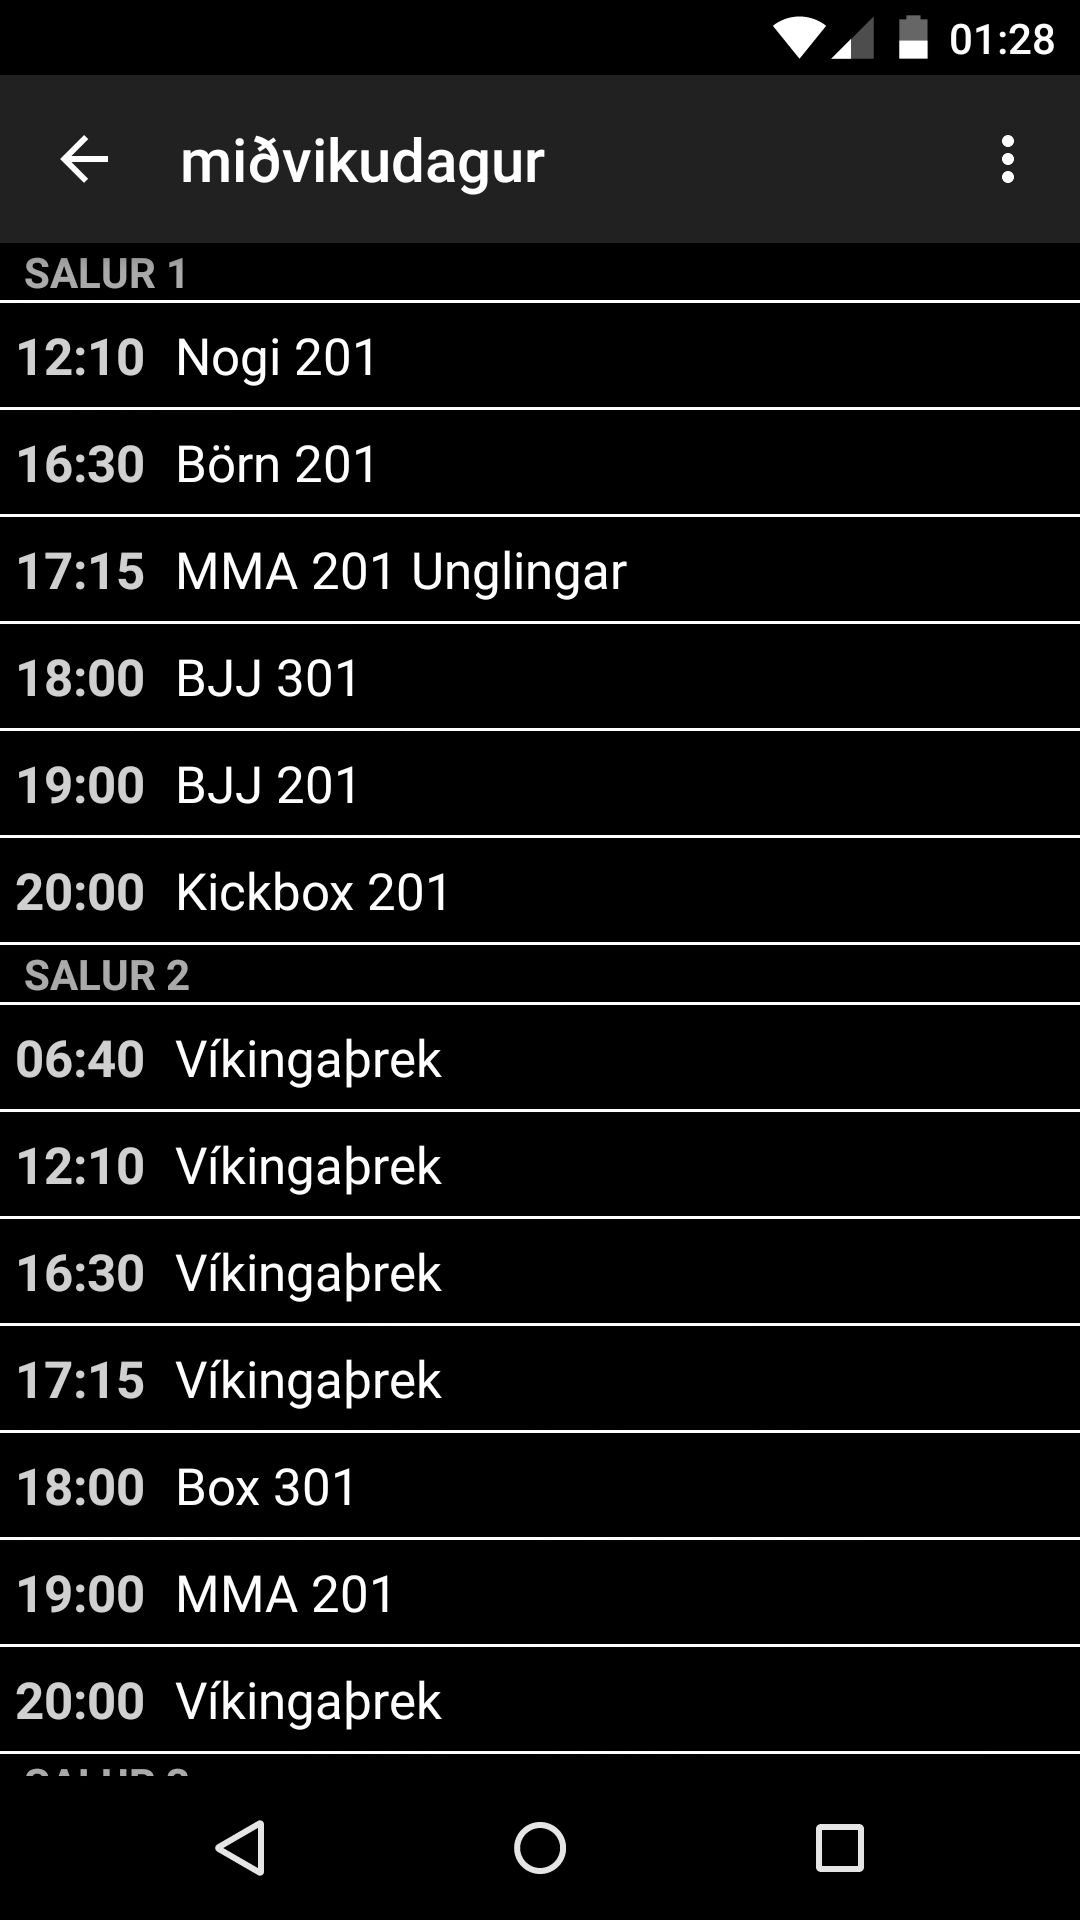 01:28
miðvikudagur
SALUR 1
12:10 Nogi 201
16:30 Börn 201
17:15 MMA 201 Unglingar
18:00 BJJ 301
19:00 BJJ 201
20:00 Kickbox 201
SALUR 2
06:40 Víkingaþrek
12:10 Víkingaþrek
16:30 Víkingaþrek
17:15 Víkingaþrek
18:00 Box 301
19:00 MMA 201
20:00 Víkingaþrek